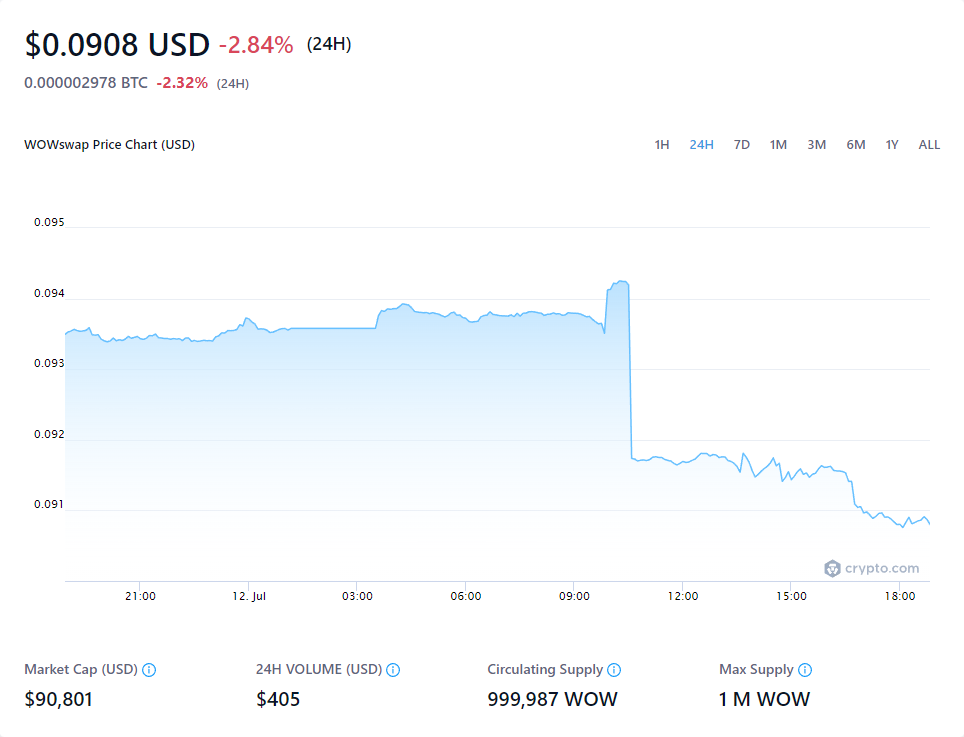 $0.0908 USD -2.84% (24H)
0.000002978 BTC -2.32% (24H)
WOWswap Price Chart (USD) 1H 24H 7D 1M 3M 6M 1Y ALL
0.095
0.094
0.093
0.092
0.091
crypto.com
21:00 12. Jul 03:00 06:00 09:00 12:00 15:00 18:00
Market Cap (USD) 24H VOLUME (USD) Circulating Supply Max Supply
$90,801 $405 999,987 WOW 1 M WOW